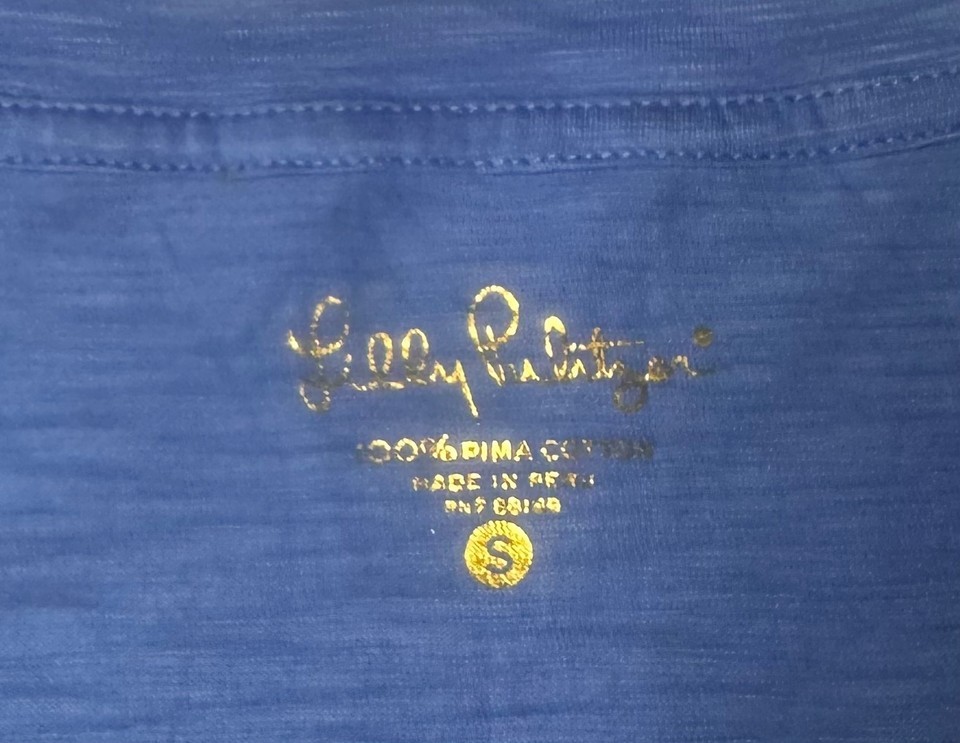 Lilly Pulitzer
100% PIMA COTTON
MADE IN PERU
S